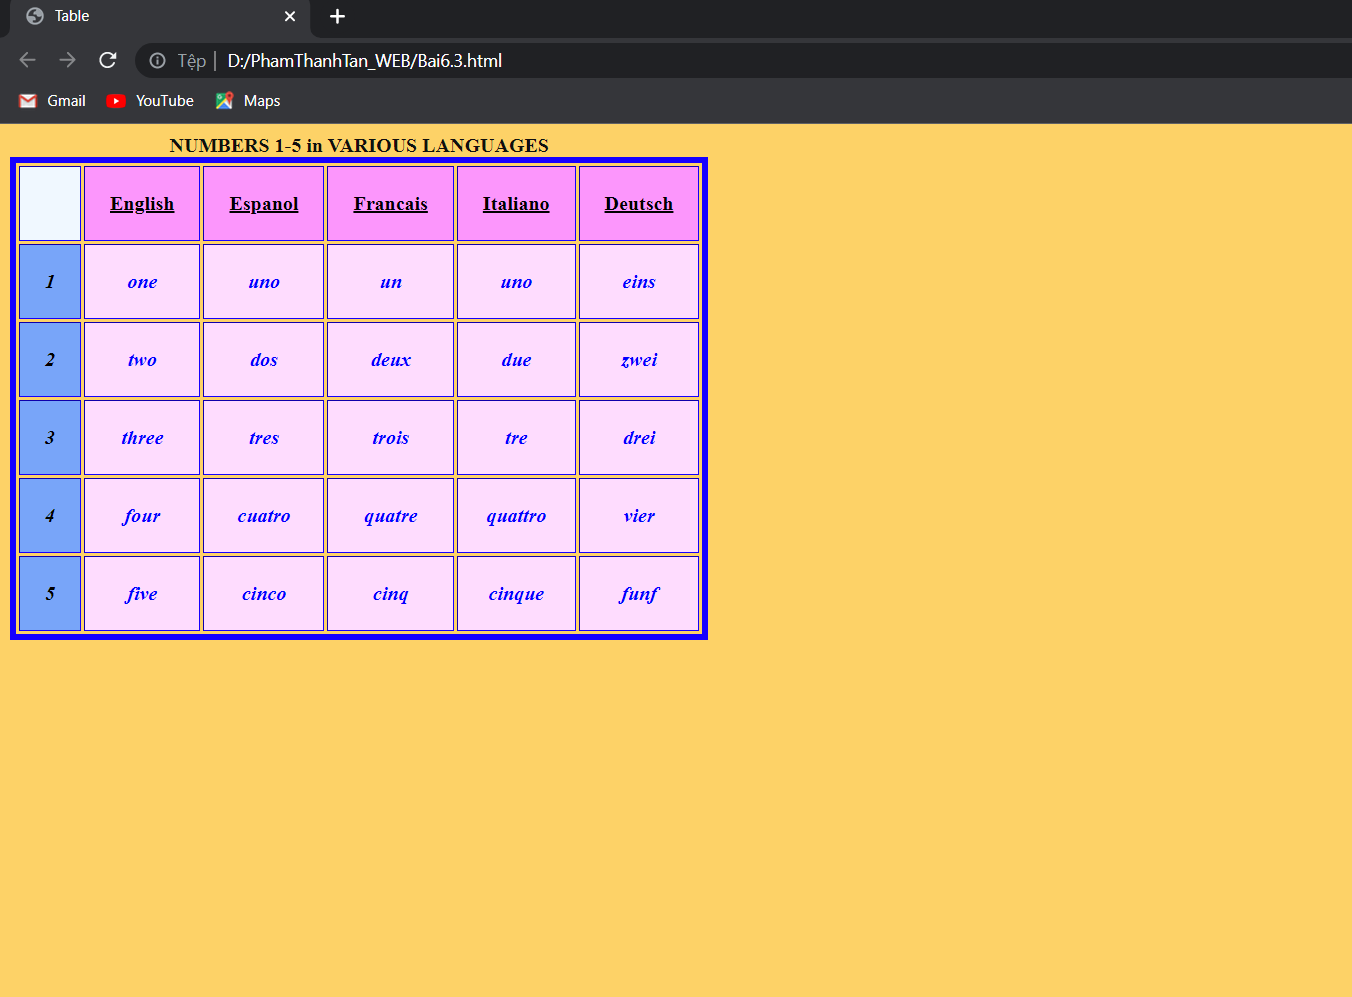 Table
Tệp | D:/PhamThanhTan_WEB/Bai6.3.html
Gmail YouTube Maps
NUMBERS 1-5 in VARIOUS LANGUAGES
English Espanol Francais Italiano Deutsch
1 one uno un uno eins
2 two dos deux due zwei
3 three tres trois tre drei
4 four cuatro quatre quattro vier
5 five cinco cinq cinque funf